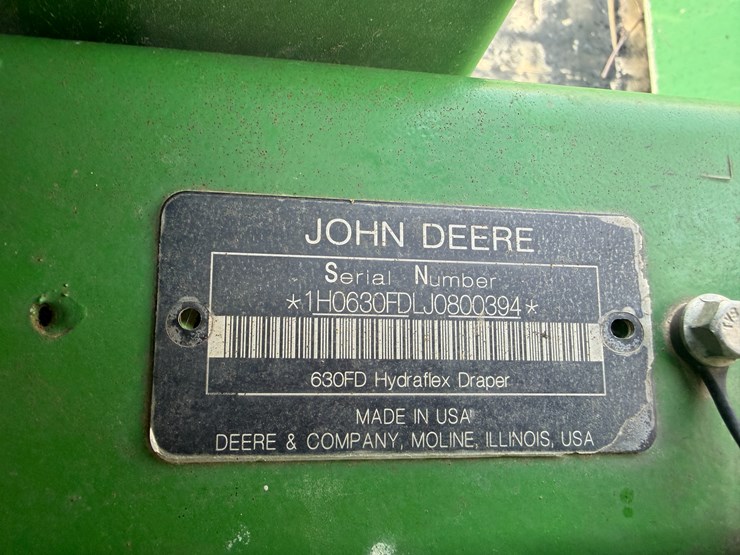 JOHN DEERE
Serial Number
*1H0630FDLJ0800394*
630FD Hydraflex Draper
MADE IN USA
DEERE & COMPANY, MOLINE, ILLINOIS, USA